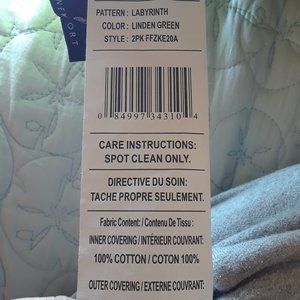 PATTERN : LABYRINTH
COLOR : LINDEN GREEN
STYLE : 2PK FFZKE20A
0 84997 34310 4
CARE INSTRUCTIONS:
SPOT CLEAN ONLY.
DIRECTIVE DU SOIN:
TACHE PROPRE SEULEMENT.
Fabric Content: / Contenu De Tissu :
INNER COVERING / INTÉRIEUR COUVRANT:
100% COTTON / COTON 100%
OUTER COVERING / EXTERNE COUVRANT: